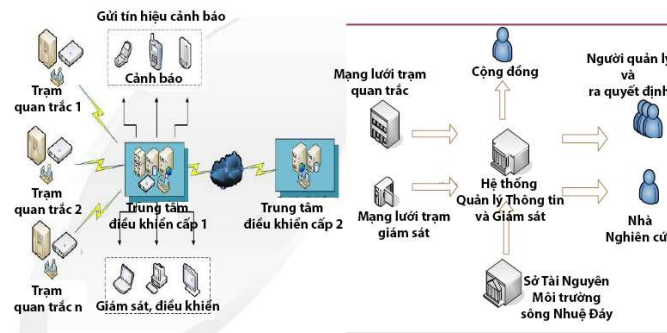 Gửi tín hiệu cảnh báo
Cảnh báo
Trạm
quan trắc 1
Trạm
quan trắc 2
Trạm
quan trắc n
Trung tâm
điều khiển cấp 1
Trung tâm
điều khiển cấp 2
Giám sát, điều khiển
Mạng lưới trạm
quan trắc
Cộng dồng
Người quản lý
và
ra quyết định
Mạng lưới trạm
giám sát
Hệ thống
Quản lý Thông tin
và Giám sát
Nhà
Nghiên cứ
Sở Tài Nguyên
Môi trường
sông Nhuệ Đáy